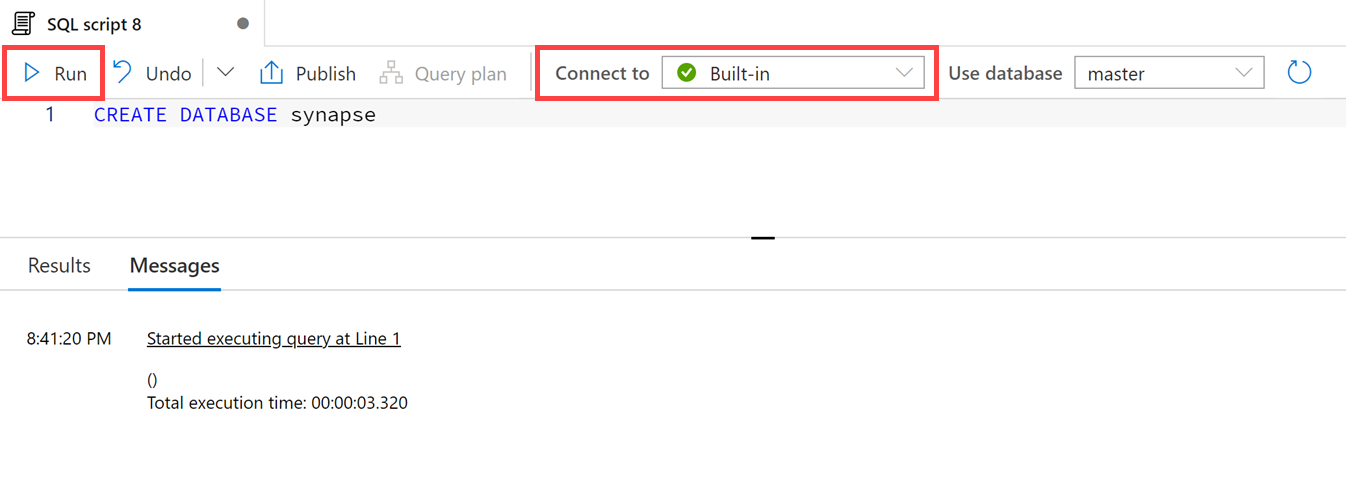 SQL script 8
Run Undo Publish Query plan Connect to Built-in Use database master
1 CREATE DATABASE synapse
Results Messages
8:41:20 PM Started executing query at Line 1
()
Total execution time: 00:00:03.320